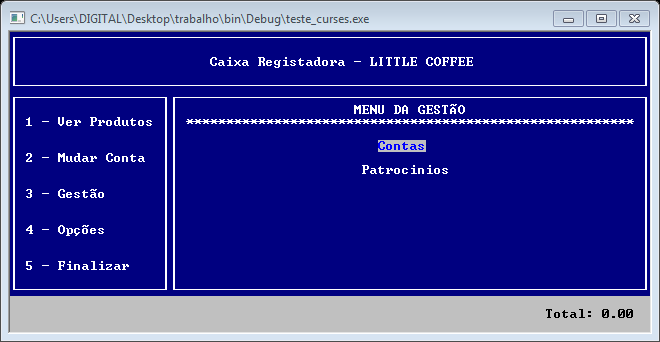 C:\Users\DIGITAL\Desktop\trabalho\bin\Debug\teste_curses.exe
Caixa Registadora - LITTLE COFFEE
1 - Ver Produtos
2 - Mudar Conta
3 - Gestão
4 - Opções
5 - Finalizar
MENU DA GESTãO
********************************************************
Contas
Patrocinios
Total: 0.00